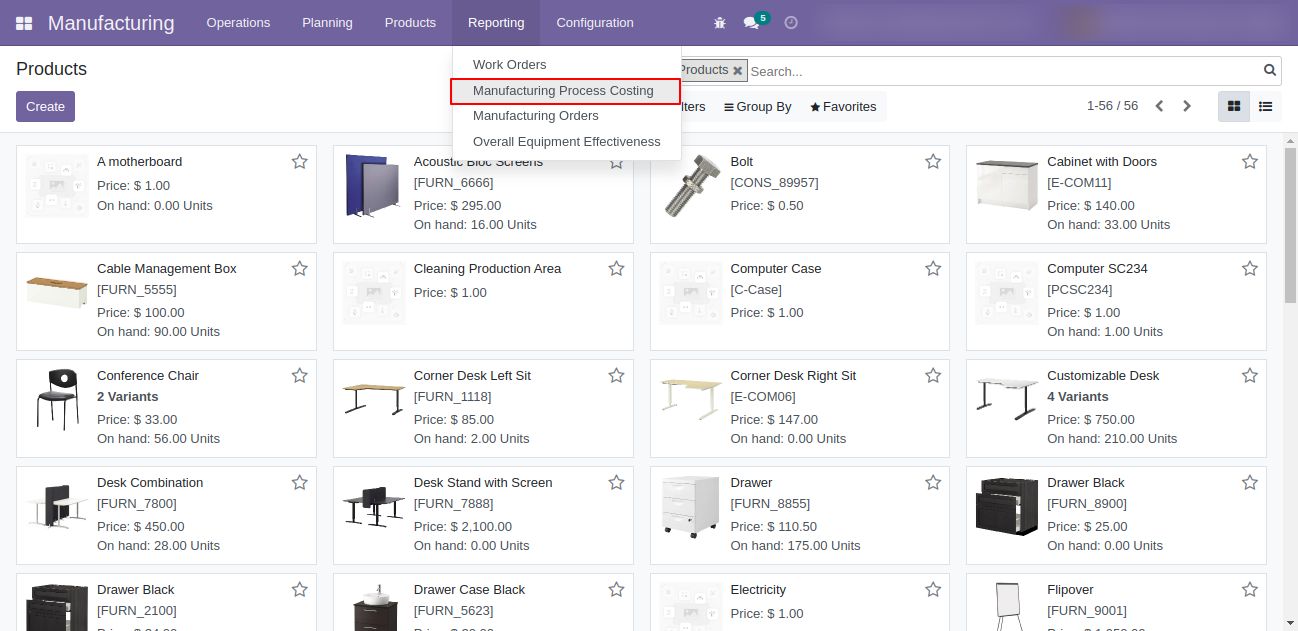 Manufacturing Operations Planning Products Reporting Configuration 5
Work Orders
Manufacturing Process Costing
Manufacturing Orders
Overall Equipment Effectiveness
Products
Products Search...
Create
Group By Favorites 1-56 / 56
A motherboard
Price: $ 1.00
On hand: 0.00 Units
Acoustic Bloc Screens
[FURN_6666]
Price: $ 295.00
On hand: 16.00 Units
Bolt
[CONS_89957]
Price: $ 0.50
Cabinet with Doors
[E-COM11]
Price: $ 140.00
On hand: 33.00 Units
Cable Management Box
[FURN_5555]
Price: $ 100.00
On hand: 90.00 Units
Cleaning Production Area
Price: $ 1.00
Computer Case
[C-Case]
Price: $ 1.00
Computer SC234
[PCSC234]
Price: $ 1.00
On hand: 1.00 Units
Conference Chair
2 Variants
Price: $ 33.00
On hand: 56.00 Units
Corner Desk Left Sit
[FURN_1118]
Price: $ 85.00
On hand: 2.00 Units
Corner Desk Right Sit
[E-COM06]
Price: $ 147.00
On hand: 0.00 Units
Customizable Desk
4 Variants
Price: $ 750.00
On hand: 210.00 Units
Desk Combination
[FURN_7800]
Price: $ 450.00
On hand: 28.00 Units
Desk Stand with Screen
[FURN_7888]
Price: $ 2,100.00
On hand: 0.00 Units
Drawer
[FURN_8855]
Price: $ 110.50
On hand: 175.00 Units
Drawer Black
[FURN_8900]
Price: $ 25.00
On hand: 0.00 Units
Drawer Black
[FURN_2100]
Drawer Case Black
[FURN_5623]
Electricity
Price: $ 1.00
Flipover
[FURN_9001]